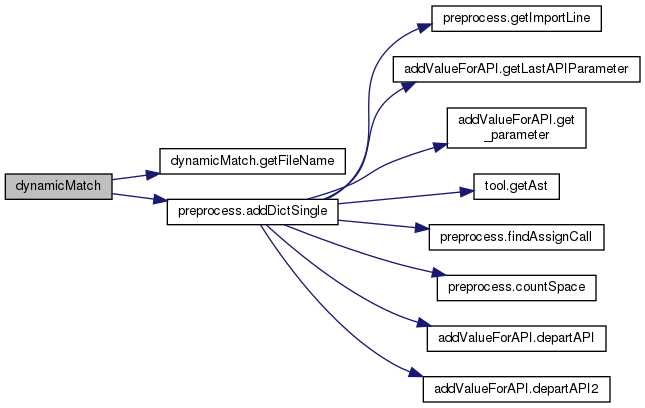 dynamicMatch
dynamicMatch.getFileName
preprocess.addDictSingle
preprocess.getImportLine
addValueForAPI.getLastAPIParameter
addValueForAPI.get
_parameter
tool.getAst
preprocess.findAssignCall
preprocess.countSpace
addValueForAPI.departAPI
addValueForAPI.departAPI2